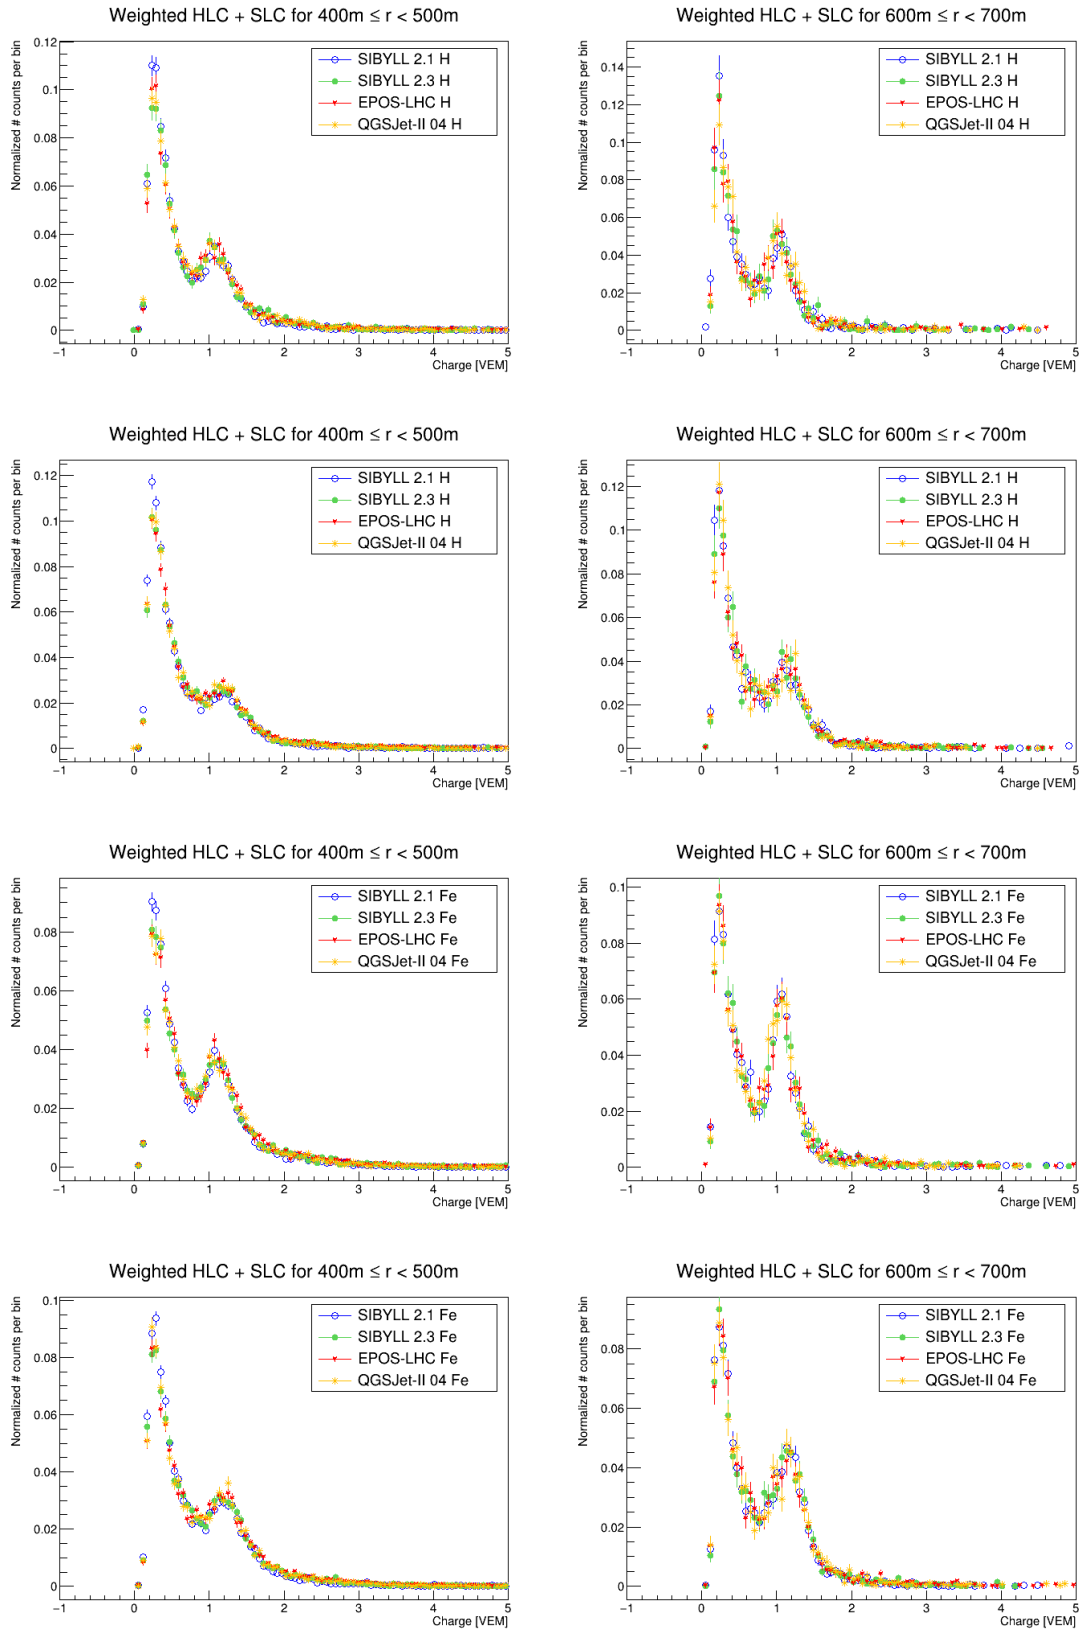 Weighted HLC + SLC for 400m ≤ r < 500m
Normalized # counts per bin
0.12
0.1
0.08
0.06
0.04
0.02
0
SIBYLL 2.1 H
SIBYLL 2.3 H
EPOS-LHC H
QGSJet-II 04 H
−1 0 1 2 3 4 5
Charge [VEM]
Weighted HLC + SLC for 600m ≤ r < 700m
Normalized # counts per bin
0.14
0.12
0.1
0.08
0.06
0.04
0.02
0
SIBYLL 2.1 H
SIBYLL 2.3 H
EPOS-LHC H
QGSJet-II 04 H
−1 0 1 2 3 4 5
Charge [VEM]
Weighted HLC + SLC for 400m ≤ r < 500m
Normalized # counts per bin
0.12
0.1
0.08
0.06
0.04
0.02
0
SIBYLL 2.1 H
SIBYLL 2.3 H
EPOS-LHC H
QGSJet-II 04 H
−1 0 1 2 3 4 5
Charge [VEM]
Weighted HLC + SLC for 600m ≤ r < 700m
Normalized # counts per bin
0.12
0.1
0.08
0.06
0.04
0.02
0
SIBYLL 2.1 H
SIBYLL 2.3 H
EPOS-LHC H
QGSJet-II 04 H
−1 0 1 2 3 4 5
Charge [VEM]
Weighted HLC + SLC for 400m ≤ r < 500m
Normalized # counts per bin
0.08
0.06
0.04
0.02
0
SIBYLL 2.1 Fe
SIBYLL 2.3 Fe
EPOS-LHC Fe
QGSJet-II 04 Fe
−1 0 1 2 3 4 5
Charge [VEM]
Weighted HLC + SLC for 600m ≤ r < 700m
Normalized # counts per bin
0.1
0.08
0.06
0.04
0.02
0
SIBYLL 2.1 Fe
SIBYLL 2.3 Fe
EPOS-LHC Fe
QGSJet-II 04 Fe
−1 0 1 2 3 4 5
Charge [VEM]
Weighted HLC + SLC for 400m ≤ r < 500m
Normalized # counts per bin
0.1
0.08
0.06
0.04
0.02
0
SIBYLL 2.1 Fe
SIBYLL 2.3 Fe
EPOS-LHC Fe
QGSJet-II 04 Fe
−1 0 1 2 3 4 5
Charge [VEM]
Weighted HLC + SLC for 600m ≤ r < 700m
Normalized # counts per bin
0.08
0.06
0.04
0.02
0
SIBYLL 2.1 Fe
SIBYLL 2.3 Fe
EPOS-LHC Fe
QGSJet-II 04 Fe
−1 0 1 2 3 4 5
Charge [VEM]